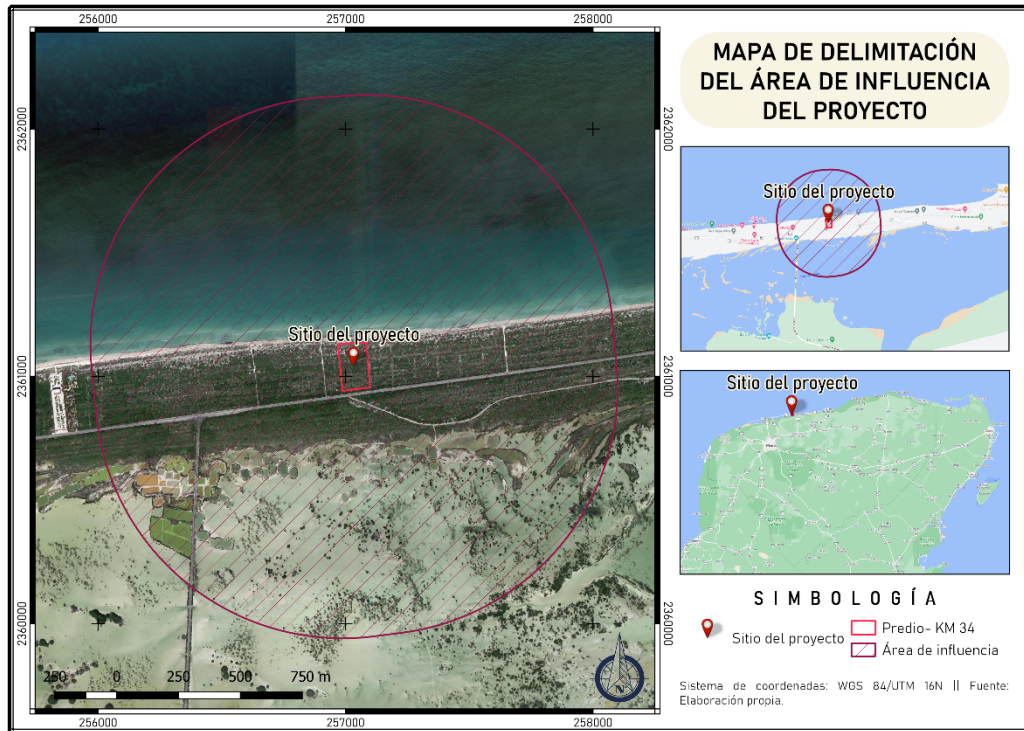 256000
257000
258000
2362000
2361000
2360000
2362000
2361000
2360000
Sitio del proyecto
250 0 250 500 750 m
N
256000
257000
258000
MAPA DE DELIMITACIÓN
DEL ÁREA DE INFLUENCIA
DEL PROYECTO
Sitio del proyecto
Sitio del proyecto
SIMBOLOGÍA
Sitio del proyecto
Predio- KM 34
Área de influencia
Sistema de coordenadas: WGS 84/UTM 16N || Fuente:
Elaboración propia.